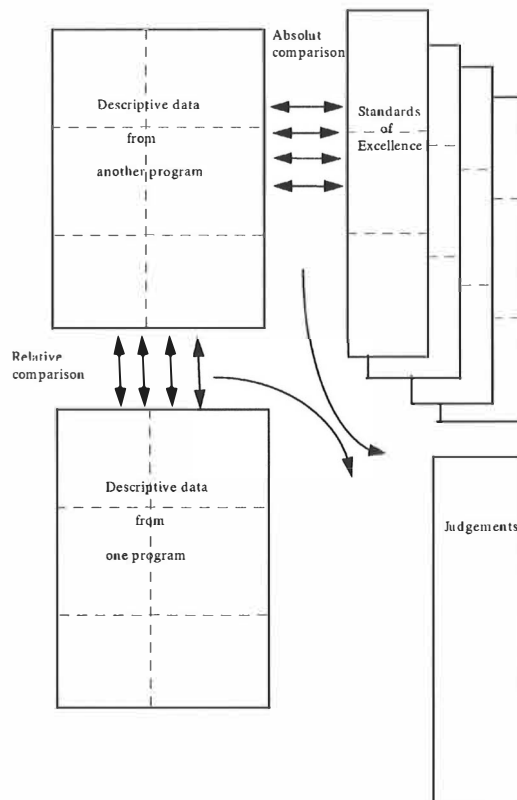 Absolut
comparison
Descriptive data
from
another program
Standards
of
Excellence
Relative
comparison
Descriptive data
from
one program
Judgements